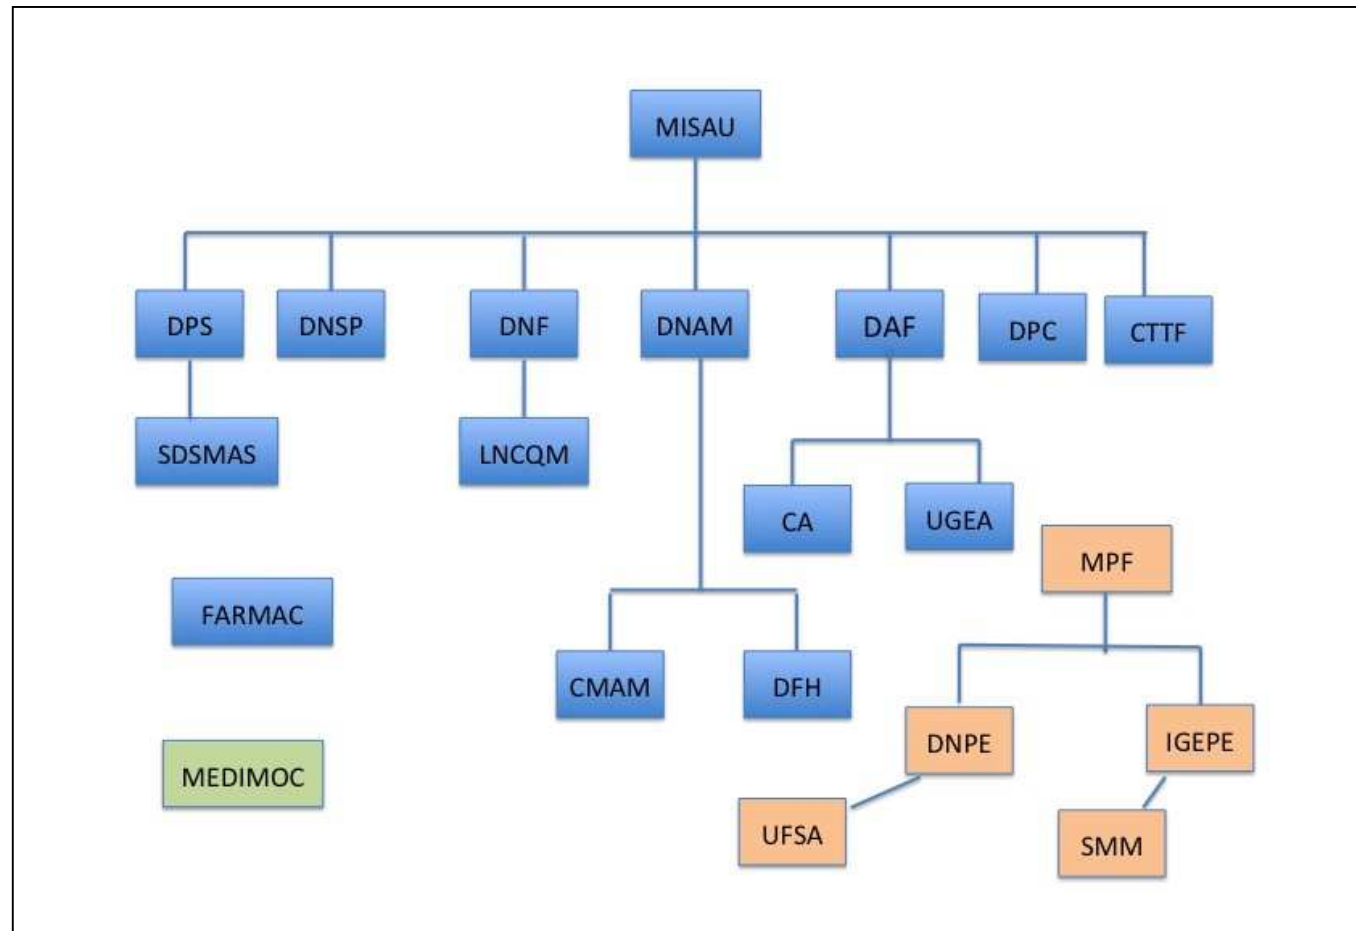 MISAU
DPS
DNSP
DNF
DNAM
DAF
DPC
CTTF
SDSMAS
LNCQM
CA
UGEA
MPF
FARMAC
CMAM
DFH
DNPE
IGEPE
MEDIMOC
UFSA
SMM